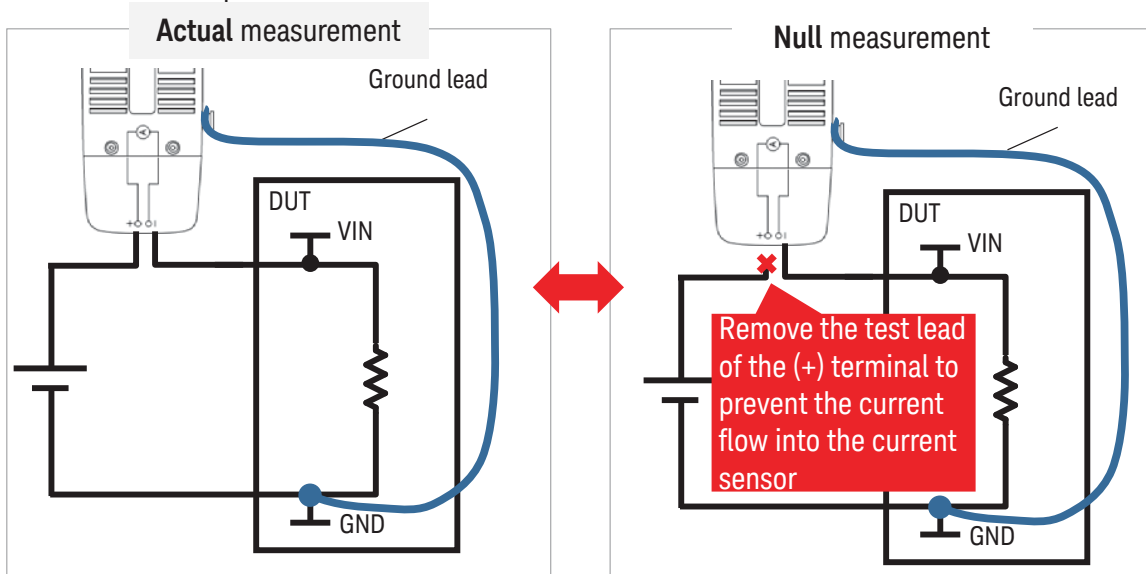 Actual measurement
Ground lead
DUT
VIN
GND
Null measurement
Ground lead
DUT
VIN
Remove the test lead
of the (+) terminal to
prevent the current
flow into the current
sensor
GND